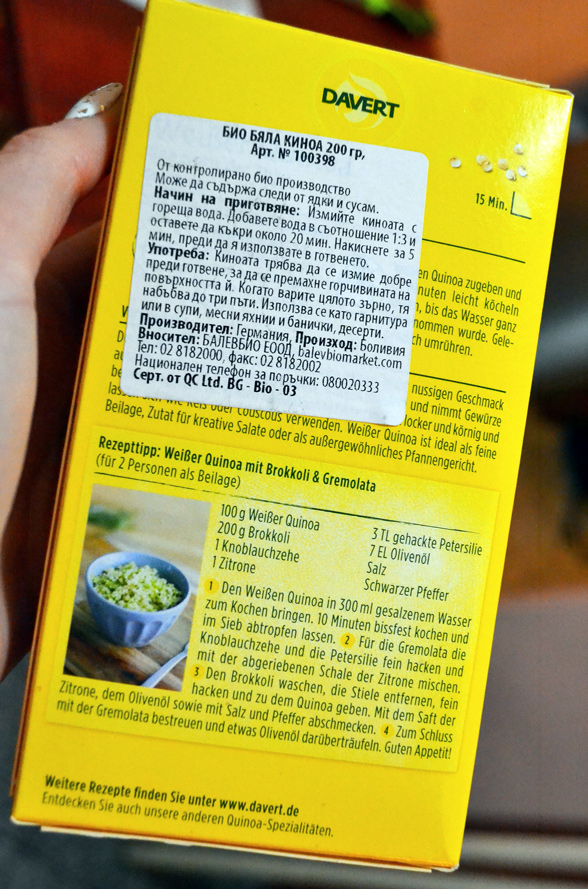 DAVERT
БИО БЯЛА КИНОА 200 гр,
Арт. № 100398
От контролирано био производство
Може да съдържа следи от ядки и сусам.
Начин на приготвяне: Измийте киноата с
гореща вода. Добавете вода в съотношение 1:3 и
оставете да къкри около 20 мин. Накиснете за 5
мин, преди да я използвате в готвенето.
Употреба: Киноата трябва да се измие добре
преди готвене, за да се премахне горчивината на
повърхността й. Когато варите цялото зърно, тя
набъбва до три пъти. Използва се като гарнитура
или в супи, месни яхнии и банички, десерти.
Производител: Германия, Произход: Боливия
Вносител: БАЛЕВБИО ЕООД, balevbiomarket.com
Тел: 02 8182000, факс: 02 8182002
Национален телефон за поръчки: 080020333
Серт. от QC Ltd. BG - Bio - 03
15 Min.
en Quinoa zugeben und
nuten leicht köcheln
, bis das Wasser ganz
nommen wurde. Gele-
ch umrühren.
nussigen Geschmack
und nimmt Gewürze
locker und körnig und
wie Reis oder Couscous verwenden. Weißer Quinoa ist ideal als feine
Beilage, Zutat für kreative Salate oder als außergewöhnliches Pfannengericht.
Rezepttipp: Weißer Quinoa mit Brokkoli & Gremolata
(für 2 Personen als Beilage)
100 g Weißer Quinoa
200 g Brokkoli
1 Knoblauchzehe
1 Zitrone
3 TL gehackte Petersilie
7 EL Olivenöl
Salz
Schwarzer Pfeffer
1 Den Weißen Quinoa in 300 ml gesalzenem Wasser
zum Kochen bringen. 10 Minuten bissfest kochen und
im Sieb abtropfen lassen. 2 Für die Gremolata die
Knoblauchzehe und die Petersilie fein hacken und
mit der abgeriebenen Schale der Zitrone mischen.
3 Den Brokkoli waschen, die Stiele entfernen, fein
hacken und zu dem Quinoa geben. Mit dem Saft der
Zitrone, dem Olivenöl sowie mit Salz und Pfeffer abschmecken. 4 Zum Schluss
mit der Gremolata bestreuen und etwas Olivenöl darüberträufeln. Guten Appetit!
Weitere Rezepte finden Sie unter www.davert.de
Entdecken Sie auch unsere anderen Quinoa-Spezialitäten.